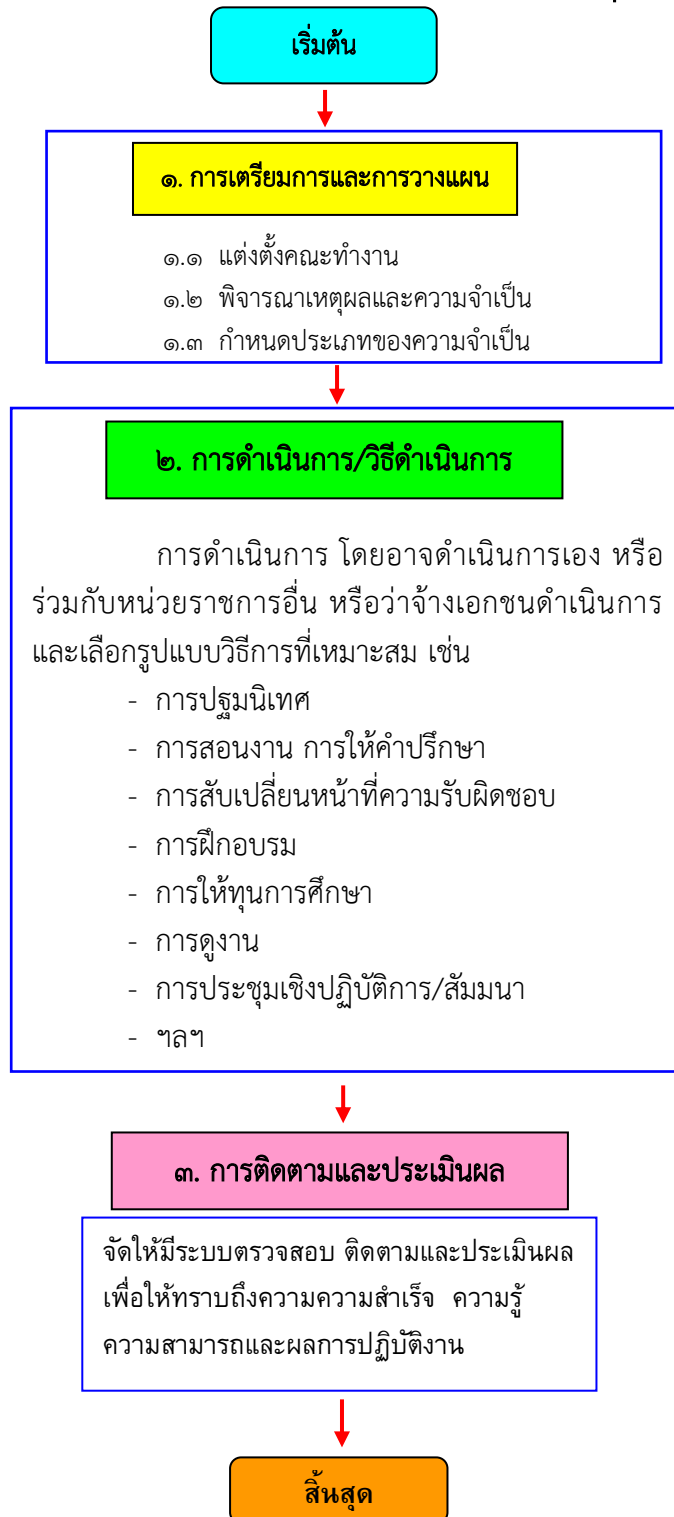 เริ่มต้น
๑. การเตรียมการและการวางแผน
๑.๑ แต่งตั้งคณะทำงาน
๑.๒ พิจารณาเหตุผลและความจำเป็น
๑.๓ กำหนดประเภทของความจำเป็น
๒. การดำเนินการ/วิธีดำเนินการ
การดำเนินการ โดยอาจดำเนินการเอง หรือ
ร่วมกับหน่วยราชการอื่น หรือว่าจ้างเอกชนดำเนินการ
และเลือกรูปแบบวิธีการที่เหมาะสม เช่น
- การปฐมนิเทศ
- การสอนงาน การให้คำปรึกษา
- การสับเปลี่ยนหน้าที่ความรับผิดชอบ
- การฝึกอบรม
- การให้ทุนการศึกษา
- การดูงาน
- การประชุมเชิงปฏิบัติการ/สัมมนา
- ฯลฯ
๓. การติดตามและประเมินผล
จัดให้มีระบบตรวจสอบ ติดตามและประเมินผล
เพื่อให้ทราบถึงความความสำเร็จ ความรู้
ความสามารถและผลการปฏิบัติงาน
สิ้นสุด